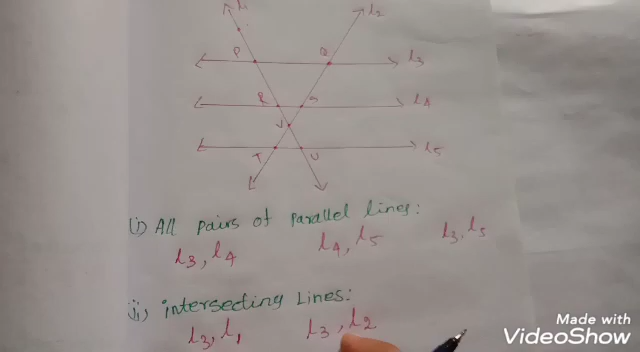 l1
l2
P
Q
l3
R
S
l4
V
T
U
l5
(i) All pairs of parallel lines:
l3, l4    l4, l5    l3, l5
(ii) intersecting Lines:
l3, l1    l3, l2
Made with
VideoShow